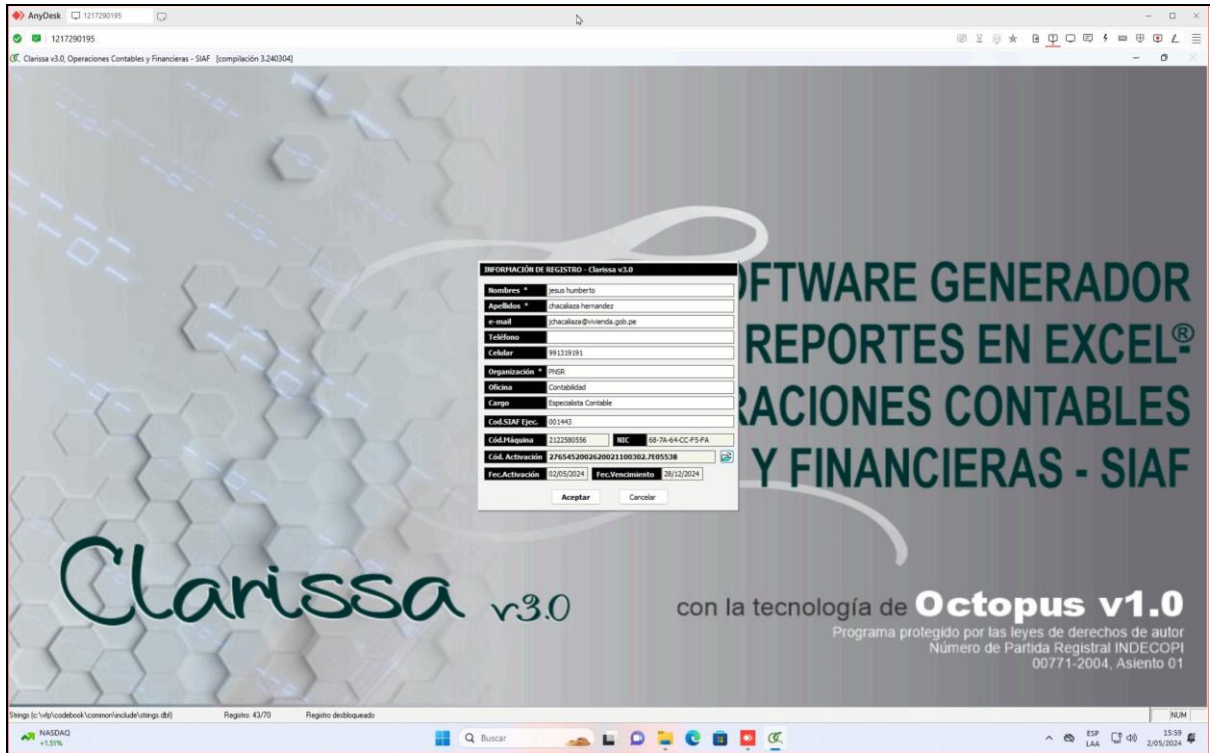 AnyDesk 1217290195
1217290195
Clarissa v3.0, Operaciones Contables y Financieras - SIAF [compilación 3.240304]
INFORMACIÓN DE REGISTRO - Clarissa v3.0
Nombres * jesus humberto
Apellidos * chacaliaza hernandez
e-mail jchacaliaza@vivienda.gob.pe
Teléfono
Celular 991319191
Organización * PNSR
Oficina Contabilidad
Cargo Especialista Contable
Cod.SIAF Ejec. 001443
Cód.Máquina 2122580556 NIC 68-7A-64-CC-F5-FA
Cód. Activación 2765452002620021100302.7E05538
Fec.Activación 02/05/2024 Fec.Vencimiento 28/12/2024
Aceptar Cancelar
OFTWARE GENERADOR
REPORTES EN EXCEL®
RACIONES CONTABLES
Y FINANCIERAS - SIAF
Clarissa v3.0
con la tecnología de Octopus v1.0
Programa protegido por las leyes de derechos de autor
Número de Partida Registral INDECOPI
00771-2004, Asiento 01
Strings (c:\vfp\codebook\common\include\strings.dbf) Registro: 43/70 Registro desbloqueado NUM
NASDAQ
+1.51%
Buscar
ESP
LAA
15:59
2/05/2024